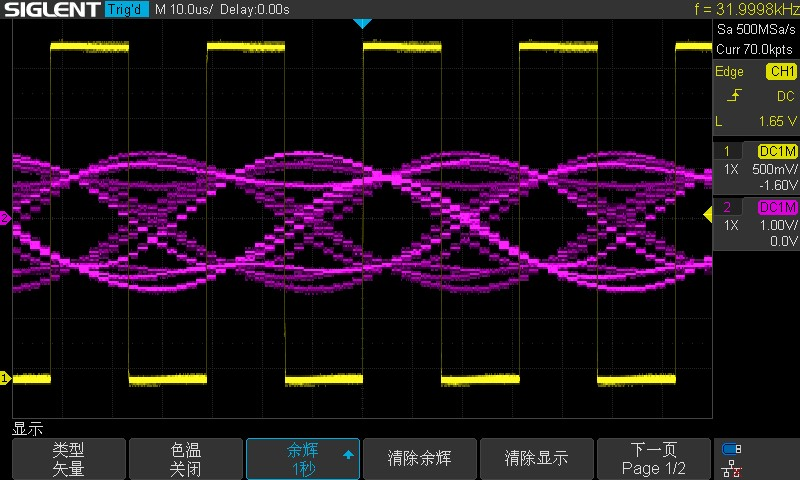 SIGLENT Trig'd M 10.0us/ Delay:0.00s f = 31.9998kHz
Sa 500MSa/s
Curr 70.0kpts
Edge CH1
DC
L 1.65 V
1 DC1M
1X 500mV/
-1.60V
2 DC1M
1X 1.00V/
0.0V
2
1
显示
类型
矢量
色温
关闭
余辉
1秒
清除余辉
清除显示
下一页
Page 1/2